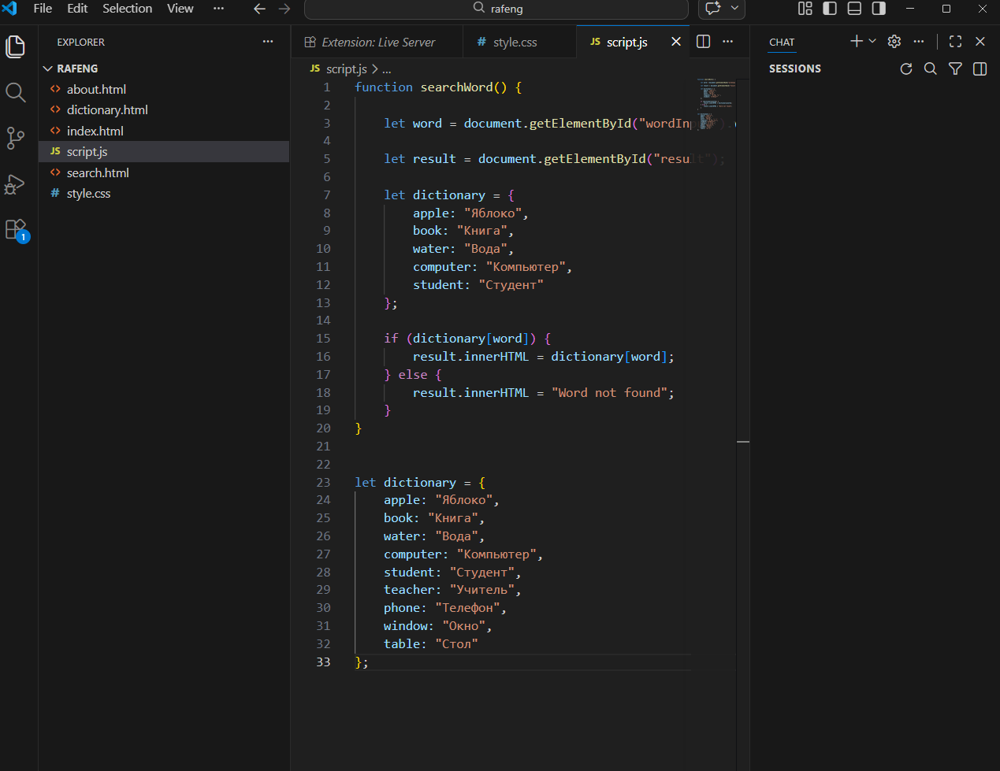 File Edit Selection View ··· rafeng
EXPLORER ···
RAFENG
about.html
dictionary.html
index.html
JS script.js
search.html
# style.css
1
Extension: Live Server
# style.css
JS script.js
JS script.js > ...
1 function searchWord() {
2
3 let word = document.getElementById("wordIn
4
5 let result = document.getElementById("result");
6
7 let dictionary = {
8 apple: "Яблоко",
9 book: "Книга",
10 water: "Вода",
11 computer: "Компьютер",
12 student: "Студент"
13 };
14
15 if (dictionary[word]) {
16 result.innerHTML = dictionary[word];
17 } else {
18 result.innerHTML = "Word not found";
19 }
20 }
21
22
23 let dictionary = {
24 apple: "Яблоко",
25 book: "Книга",
26 water: "Вода",
27 computer: "Компьютер",
28 student: "Студент",
29 teacher: "Учитель",
30 phone: "Телефон",
31 window: "Окно",
32 table: "Стол"
33 };
CHAT
SESSIONS